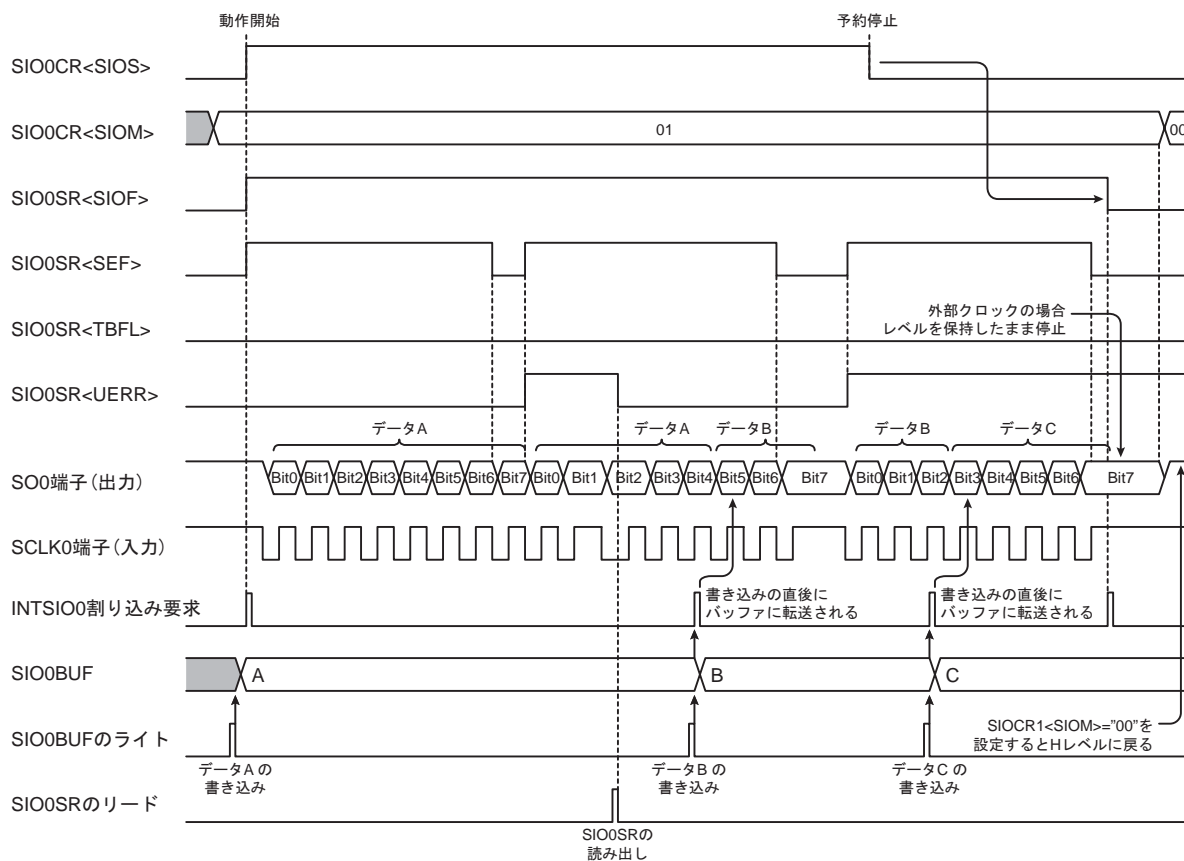 動作開始
予約停止
SIO0CR<SIOS>
SIO0CR<SIOM>
01
00
SIO0SR<SIOF>
SIO0SR<SEF>
SIO0SR<TBFL>
外部クロックの場合
レベルを保持したまま停止
SIO0SR<UERR>
データA
データA
データB
データB
データC
SO0端子（出力）
Bit0 Bit1 Bit2 Bit3 Bit4 Bit5 Bit6 Bit7 Bit0 Bit1 Bit2 Bit3 Bit4 Bit5 Bit6 Bit7 Bit0 Bit1 Bit2 Bit3 Bit4 Bit5 Bit6 Bit7
SCLK0端子（入力）
INTSIO0割り込み要求
書き込みの直後に
バッファに転送される
書き込みの直後に
バッファに転送される
SIO0BUF
A
B
C
SIO0BUFのライト
データA の
書き込み
データB の
書き込み
データC の
書き込み
SIOCR1<SIOM>="00"を
設定するとHレベルに戻る
SIO0SRのリード
SIO0SRの
読み出し